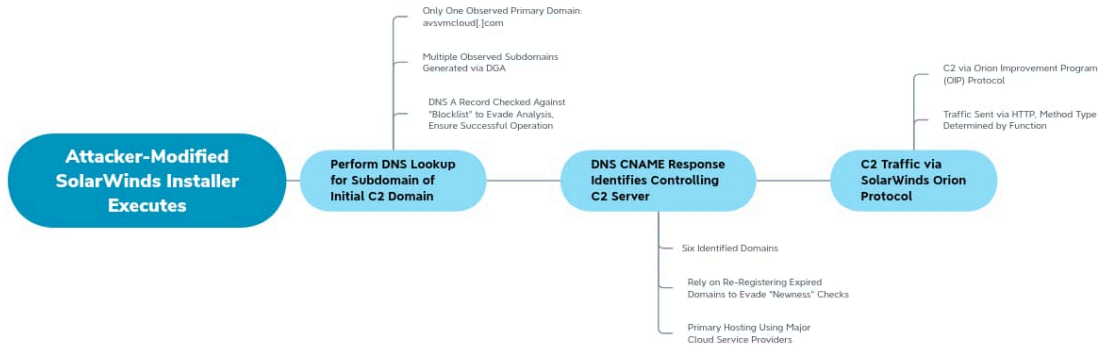 Attacker-Modified
SolarWinds Installer
Executes
Only One Observed Primary Domain:
avsvmcloud[.]com
Multiple Observed Subdomains
Generated via DGA
DNS A Record Checked Against
"Blocklist" to Evade Analysis,
Ensure Successful Operation
Perform DNS Lookup
for Subdomain of
Initial C2 Domain
DNS CNAME Response
Identifies Controlling
C2 Server
Six Identified Domains
Rely on Re-Registering Expired
Domains to Evade "Newness" Checks
Primary Hosting Using Major
Cloud Service Providers
C2 via Orion Improvement Program
(OIP) Protocol
Traffic Sent via HTTP, Method Type
Determined by Function
C2 Traffic via
SolarWinds Orion
Protocol